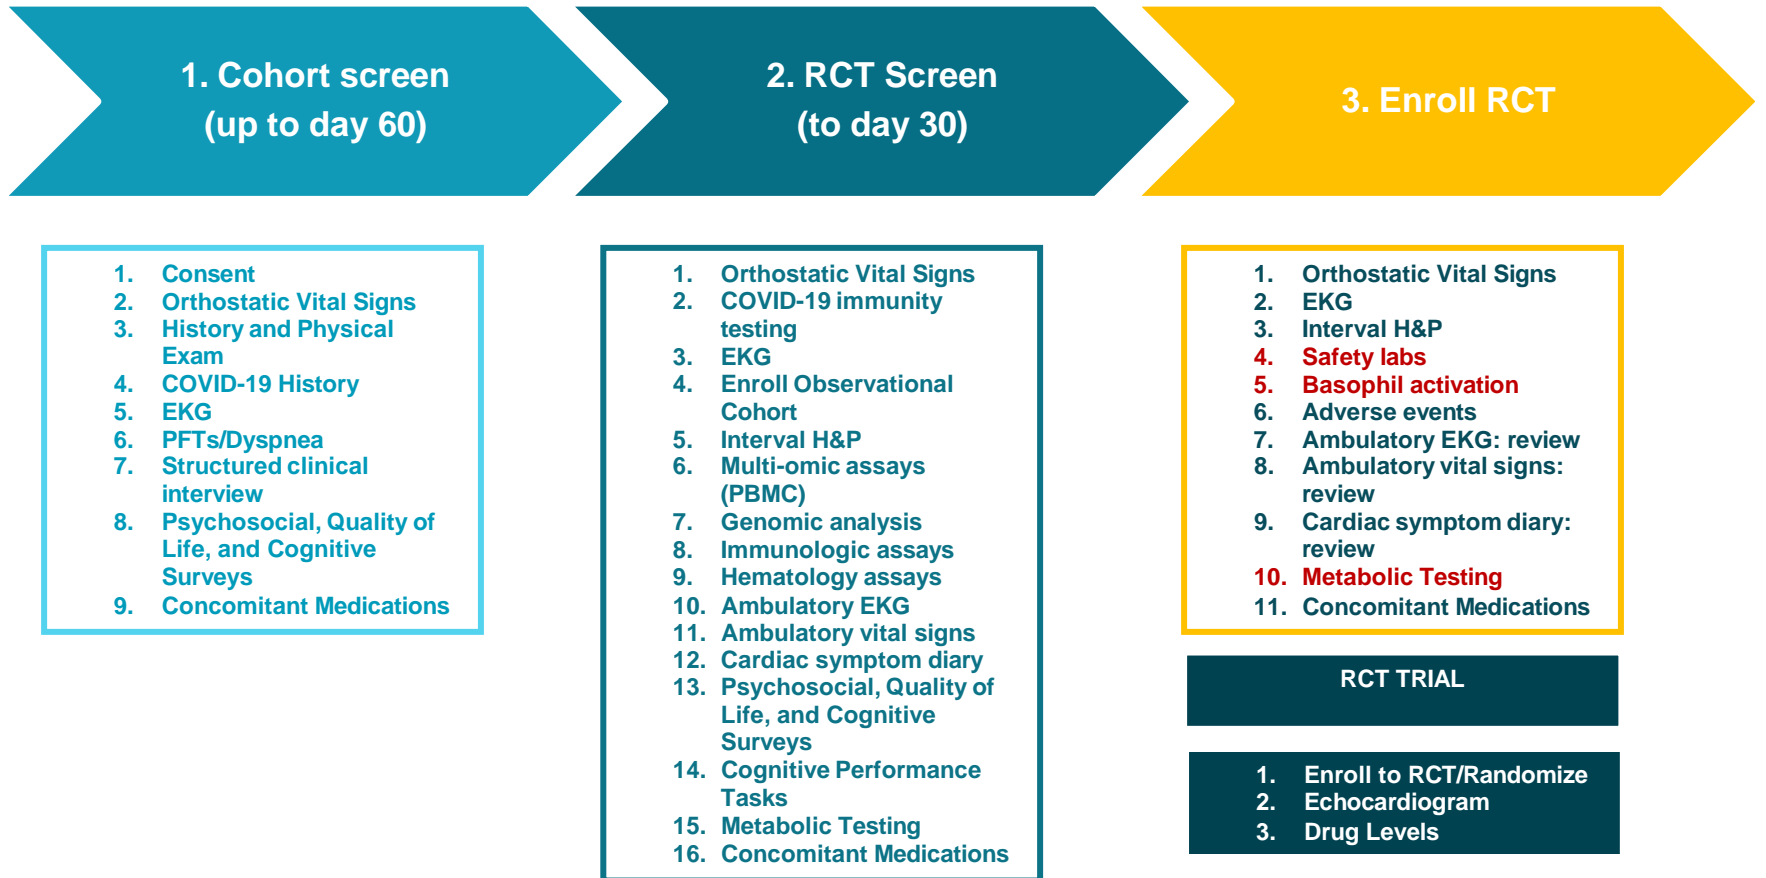 1. Cohort screen
(up to day 60)
2. RCT Screen
(to day 30)
3. Enroll RCT
1. Consent
2. Orthostatic Vital Signs
3. History and Physical
Exam
4. COVID-19 History
5. EKG
6. PFTs/Dyspnea
7. Structured clinical
interview
8. Psychosocial, Quality of
Life, and Cognitive
Surveys
9. Concomitant Medications
1. Orthostatic Vital Signs
2. COVID-19 immunity
testing
3. EKG
4. Enroll Observational
Cohort
5. Interval H&P
6. Multi-omic assays
(PBMC)
7. Genomic analysis
8. Immunologic assays
9. Hematology assays
10. Ambulatory EKG
11. Ambulatory vital signs
12. Cardiac symptom diary
13. Psychosocial, Quality of
Life, and Cognitive
Surveys
14. Cognitive Performance
Tasks
15. Metabolic Testing
16. Concomitant Medications
1. Orthostatic Vital Signs
2. EKG
3. Interval H&P
4. Safety labs
5. Basophil activation
6. Adverse events
7. Ambulatory EKG: review
8. Ambulatory vital signs:
review
9. Cardiac symptom diary:
review
10. Metabolic Testing
11. Concomitant Medications
RCT TRIAL
1. Enroll to RCT/Randomize
2. Echocardiogram
3. Drug Levels